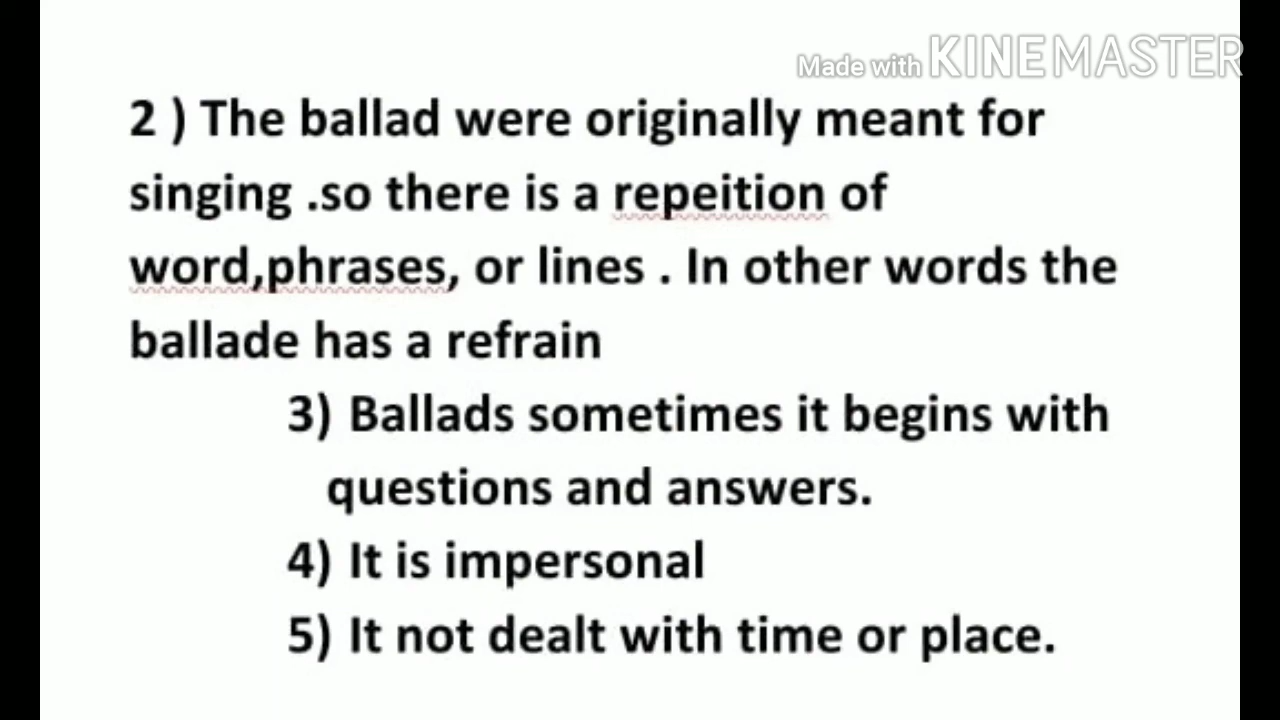 Made with KINEMASTER
2 ) The ballad were originally meant for
singing .so there is a repeition of
word,phrases, or lines . In other words the
ballade has a refrain
3) Ballads sometimes it begins with
questions and answers.
4) It is impersonal
5) It not dealt with time or place.